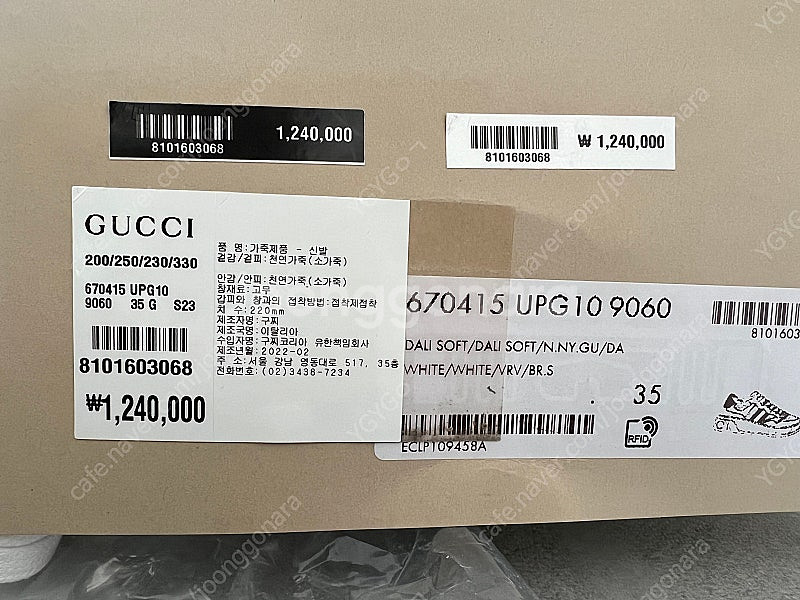 1,240,000
8101603068
₩ 1,240,000
8101603068
GUCCI
200/250/230/330
670415 UPG10
9060 35 G S23
8101603068
₩1,240,000
품 명:가죽제품 - 신발
겉감/겉피:천연가죽(소가죽)
안감/안피:천연가죽(소가죽)
창재료:고무
갑피와 창과의 접착방법:접착제접착
치 수:220mm
제조자명:구찌
제조국명:이탈리아
수입자명:구찌코리아 유한책임회사
제조년월:2022-02
주 소:서울 강남 영동대로 517, 35층
전화번호:(02)3438-7234
670415 UPG10 9060
8101603
DALI SOFT/DALI SOFT/N.NY.GU/DA
WHITE/WHITE/VRV/BR.S
35
RFID
ECLP109458A
cafe.naver.com/joonggonara